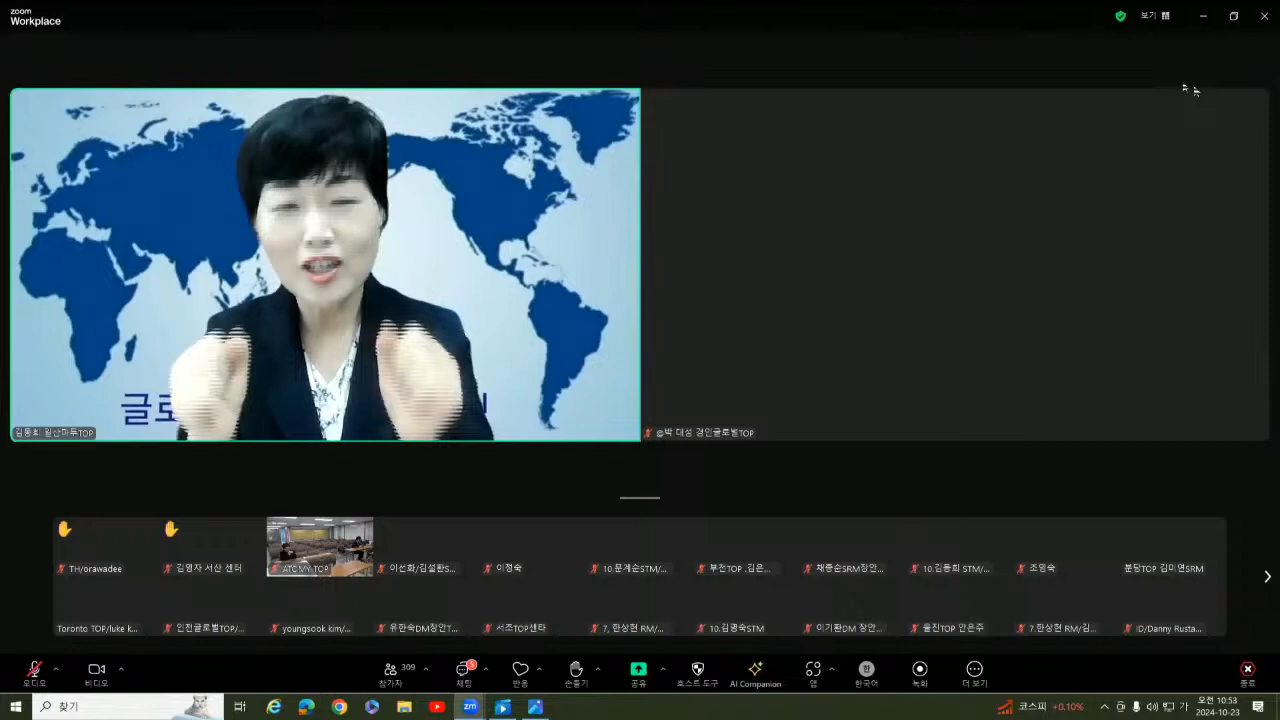 zoom
Workplace
보기
글로
김동희 일산마두TOP
@박 대성 경인글로벌TOP
TH/orawadee
김영자 서산 센터
ATOMY TOP
이선화/김설환S...
이정숙
10.문계순STM/...
부전TOP .김은...
채종순SRM장안...
10.김동희 STM/...
조영숙
분당TOP 김미연SRM
Toronto TOP/luke k...
인전글로벌TOP/...
youngsook kim/...
유한숙DM장안T...
서초TOP센타
7. 한상현 RM/...
10.김명숙STM
이기환DM 장안...
울진TOP 안은주
7.한상현 RM/김...
ID/Danny Rusta...
오디오
비디오
309
참가자
5
채팅
반응
손들기
공유
호스트 도구
AI Companion
앱
한
한국어
녹화
더 보기
종료
찾기
zm
코스피 +0.10%
가
오전 10:53
2024-10-23